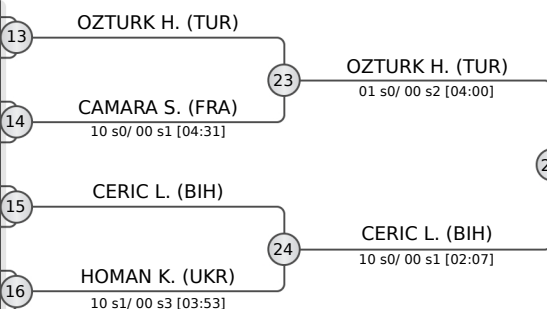 OZTURK H. (TUR)
13
OZTURK H. (TUR)
23
01 s0/ 00 s2 [04:00]
CAMARA S. (FRA)
14
10 s0/ 00 s1 [04:31]
CERIC L. (BIH)
15
CERIC L. (BIH)
24
10 s0/ 00 s1 [02:07]
HOMAN K. (UKR)
16
10 s1/ 00 s3 [03:53]